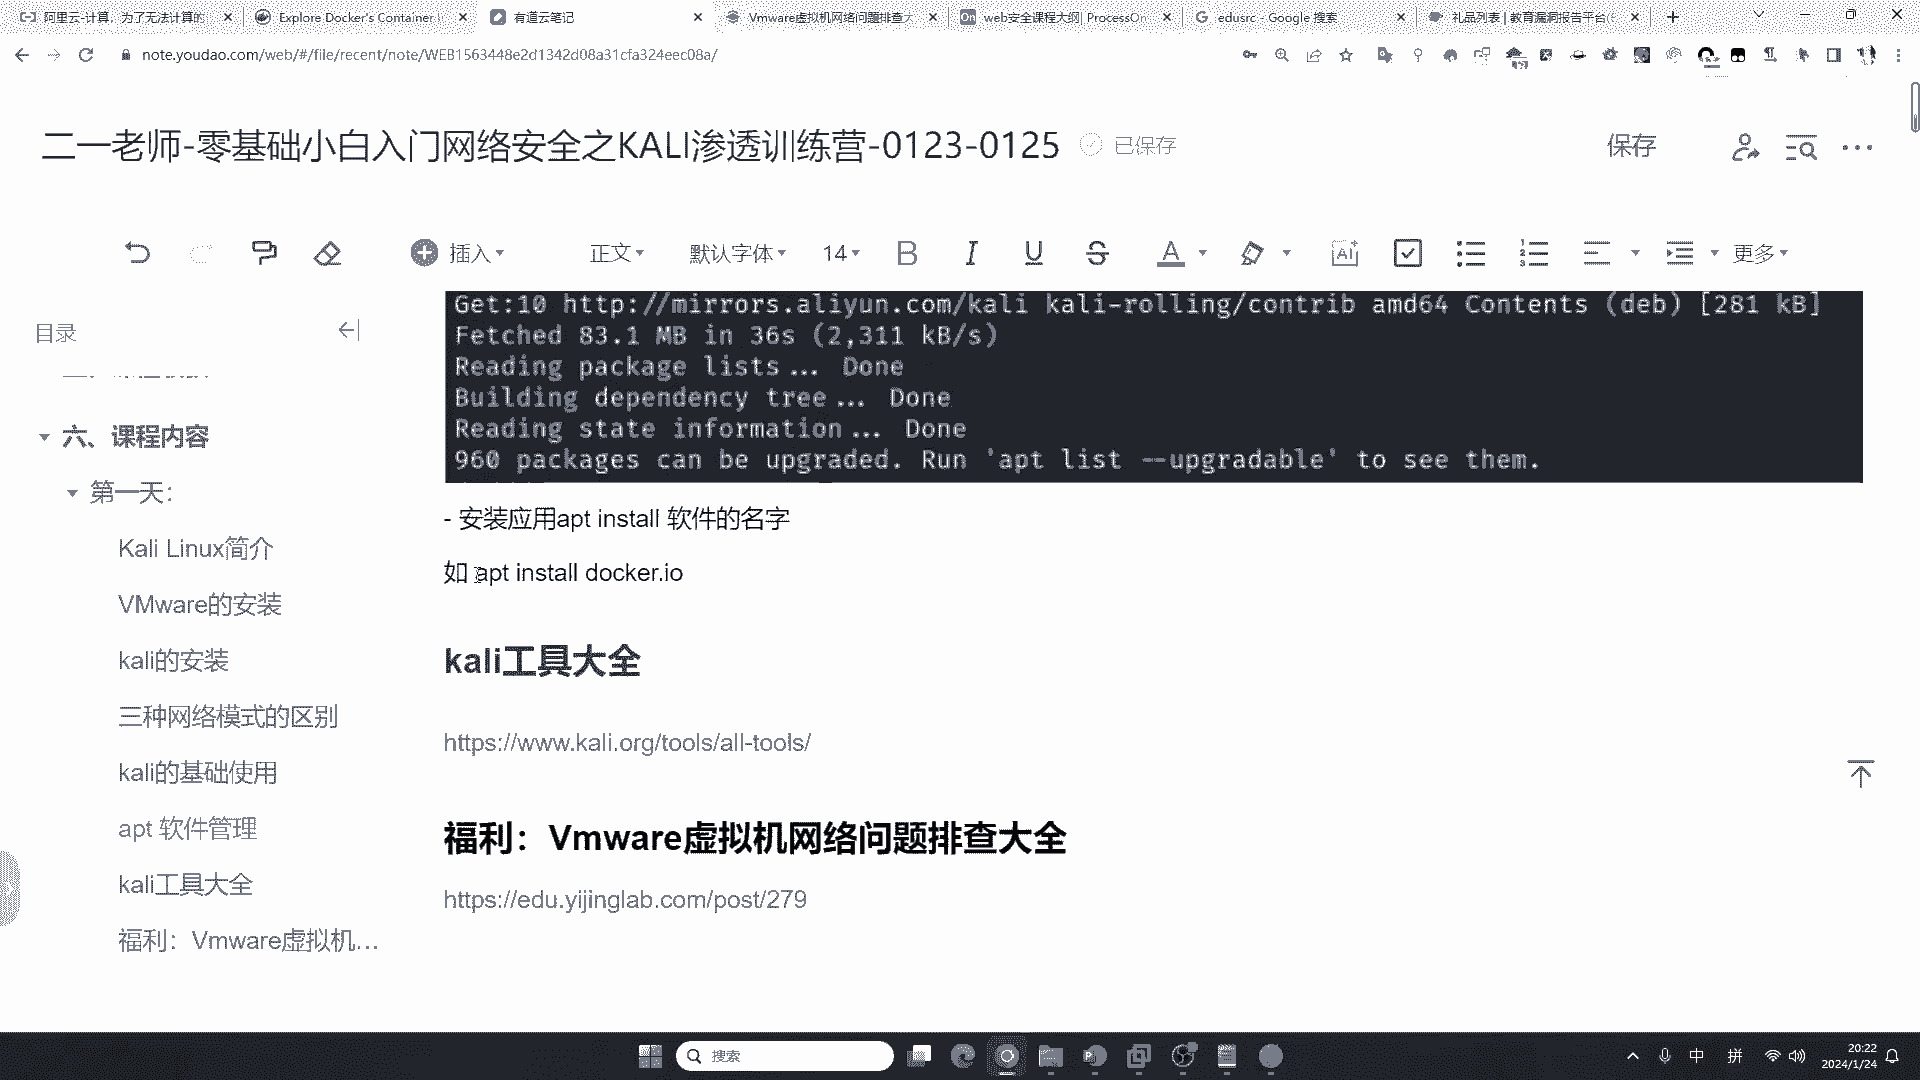 阿里云-计算，为了无法计算的
Explore Docker's Container I
有道云笔记
Vmware虚拟机网络问题排查大
web安全课程大纲| ProcessOn
edusrc - Google 搜索
礼品列表 | 教育漏洞报告平台(E
note.youdao.com/web/#/file/recent/note/WEB1563448e2d1342d08a31cfa324eec08a/
二一老师-零基础小白入门网络安全之KALI渗透训练营-0123-0125
已保存
保存
插入
正文
默认字体
14
B
I
U
S
A
AI
更多
目录
六、课程内容
第一天：
Kali Linux简介
VMware的安装
kali的安装
三种网络模式的区别
kali的基础使用
apt 软件管理
kali工具大全
福利：Vmware虚拟机...
Get:10 http://mirrors.aliyun.com/kali kali-rolling/contrib amd64 Contents (deb) [281 kB]
Fetched 83.1 MB in 36s (2,311 kB/s)
Reading package lists... Done
Building dependency tree... Done
Reading state information... Done
960 packages can be upgraded. Run 'apt list --upgradable' to see them.
- 安装应用apt install 软件的名字
如 apt install docker.io
kali工具大全
https://www.kali.org/tools/all-tools/
福利：Vmware虚拟机网络问题排查大全
https://edu.yijinglab.com/post/279
搜索
中
拼
20:22
2024/1/24